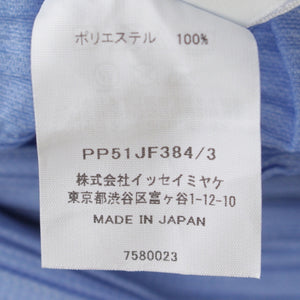 ポリエステル 100%
PP51JF384/3
株式会社イッセイミヤケ
東京都渋谷区富ヶ谷1-12-10
MADE IN JAPAN
7580023